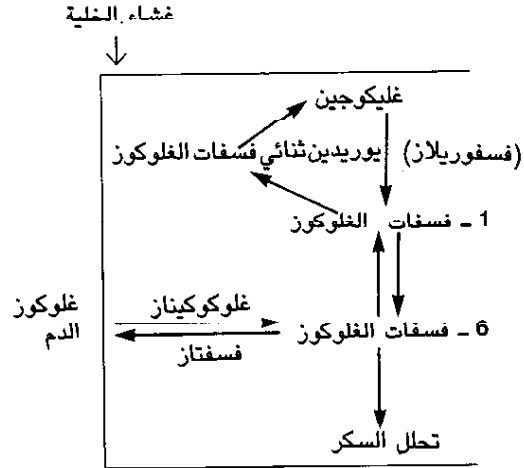 غشاء الخلية
غليكوجين
(فسفوريلاز) يوريدين ثنائي فسفات الغلوكوز
1 - فسفات الغلوكوز
غلوكوز
الدم
غلوكوكيناز
فسفتاز
6 - فسفات الغلوكوز
تحلل السكر